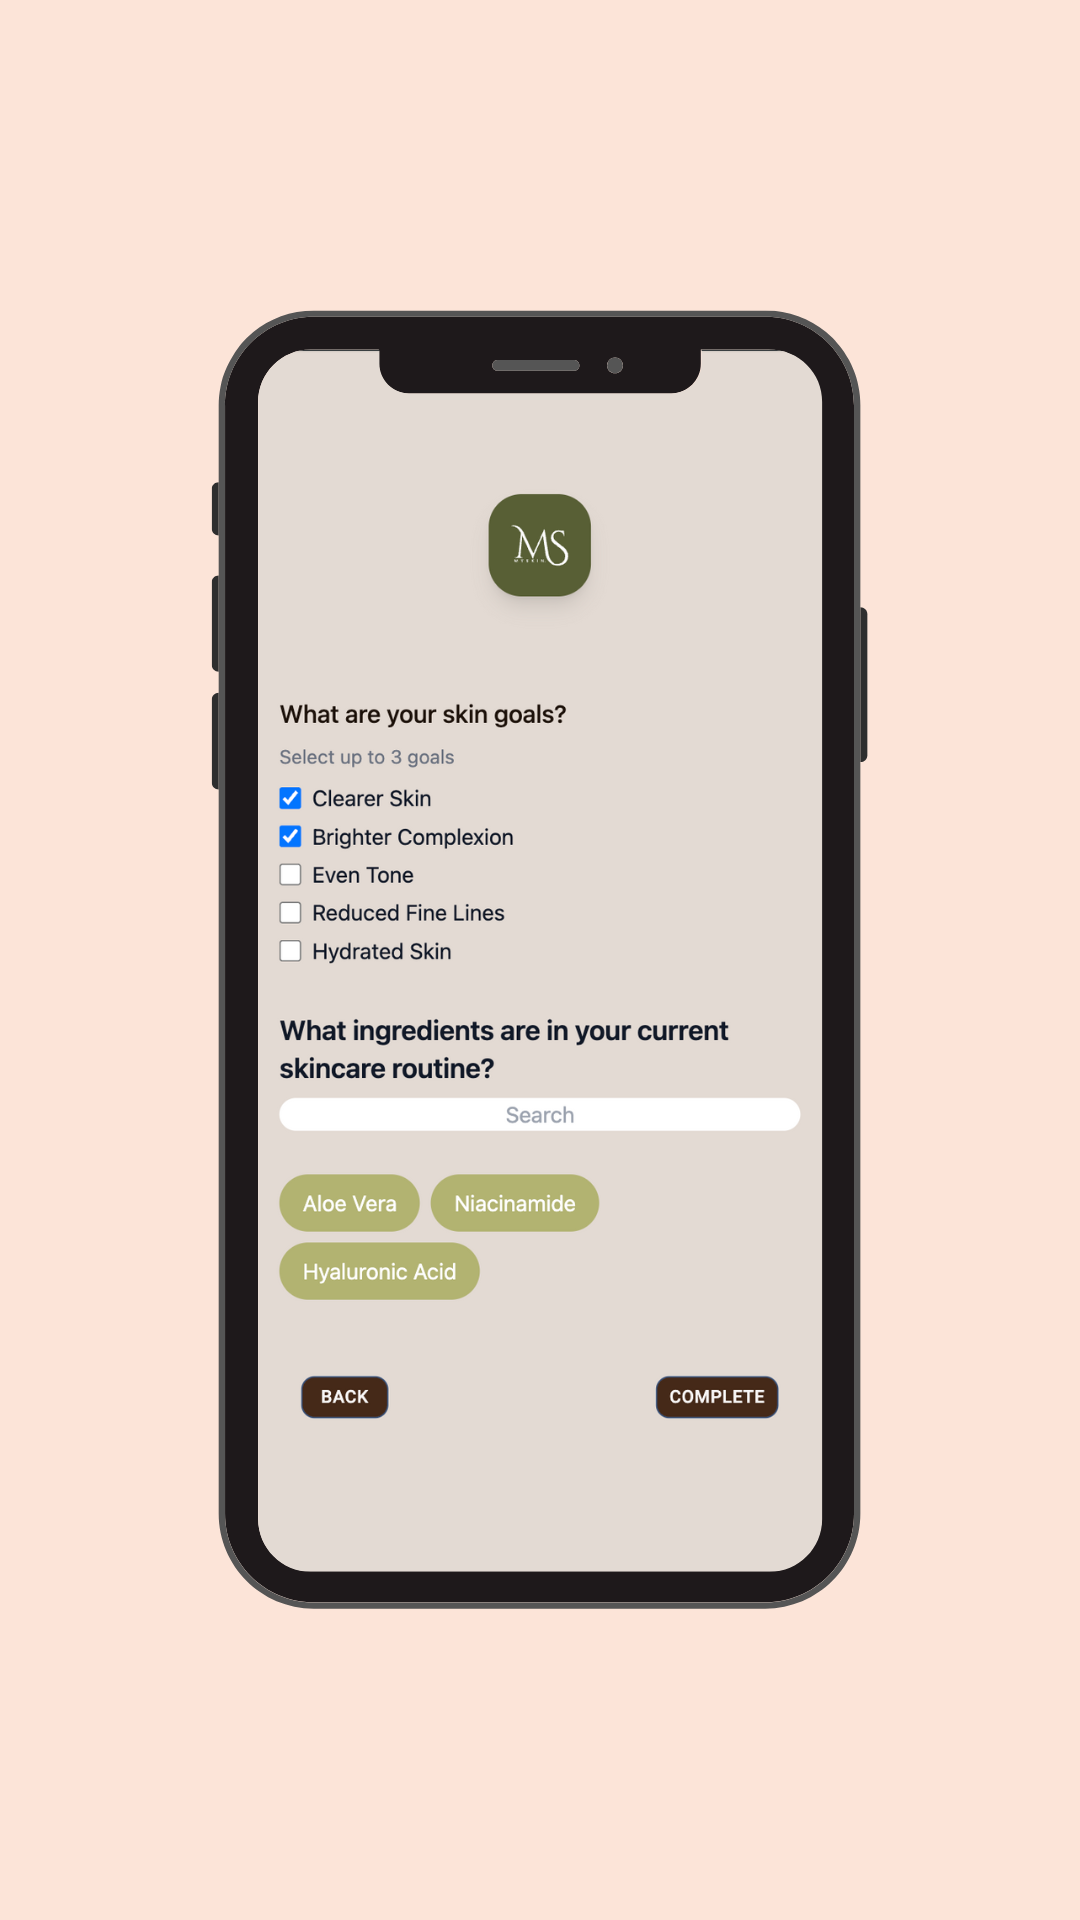 MS
MYSKIN
What are your skin goals?
Select up to 3 goals
Clearer Skin
Brighter Complexion
Even Tone
Reduced Fine Lines
Hydrated Skin
What ingredients are in your current
skincare routine?
Search
Aloe Vera Niacinamide
Hyaluronic Acid
BACK COMPLETE